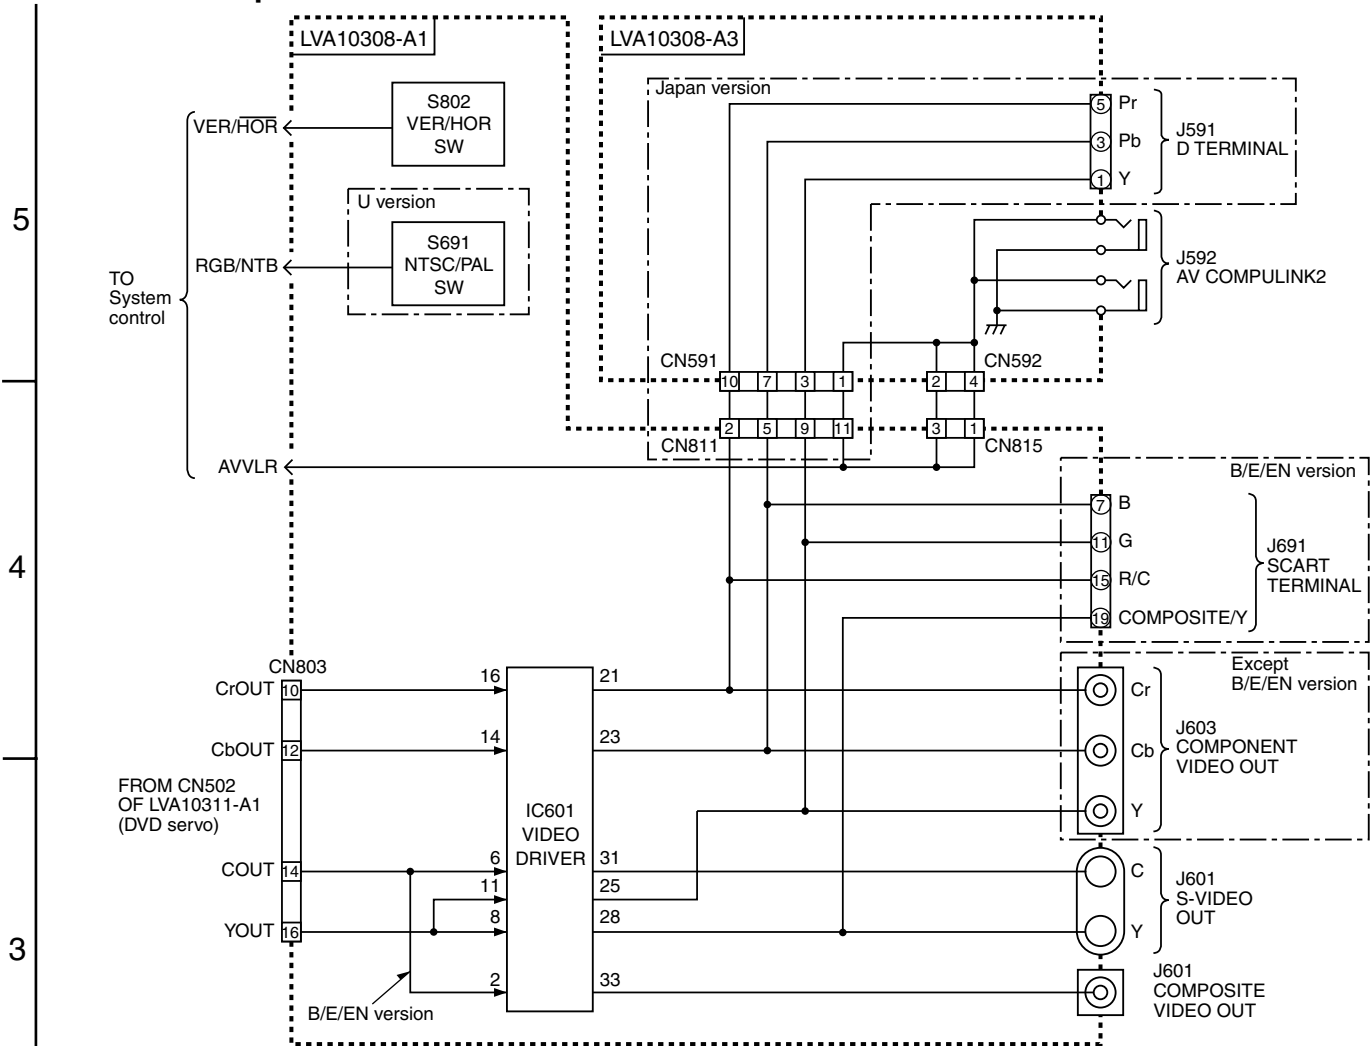 LVA10308-A1
LVA10308-A3
Japan version
S802
VER/HOR
SW
VER/HOR
5 Pr
3 Pb
1 Y
J591
D TERMINAL
U version
S691
NTSC/PAL
SW
RGB/NTB
5
TO
System
control
J592
AV COMPULINK2
CN591
CN592
10 7 3 1 2 4
2 5 9 11 3 1
CN811
CN815
AVVLR
B/E/EN version
7 B
11 G
15 R/C
19 COMPOSITE/Y
J691
SCART
TERMINAL
4
Except
B/E/EN version
CN803
CrOUT 10 16 21 Cr
CbOUT 12 14 23 Cb
J603
COMPONENT
VIDEO OUT
Y
FROM CN502
OF LVA10311-A1
(DVD servo)
IC601
VIDEO
DRIVER
COUT 14 6 31 C
11 25
YOUT 16 8 28 Y
J601
S-VIDEO
OUT
3
2 33
B/E/EN version
J601
COMPOSITE
VIDEO OUT